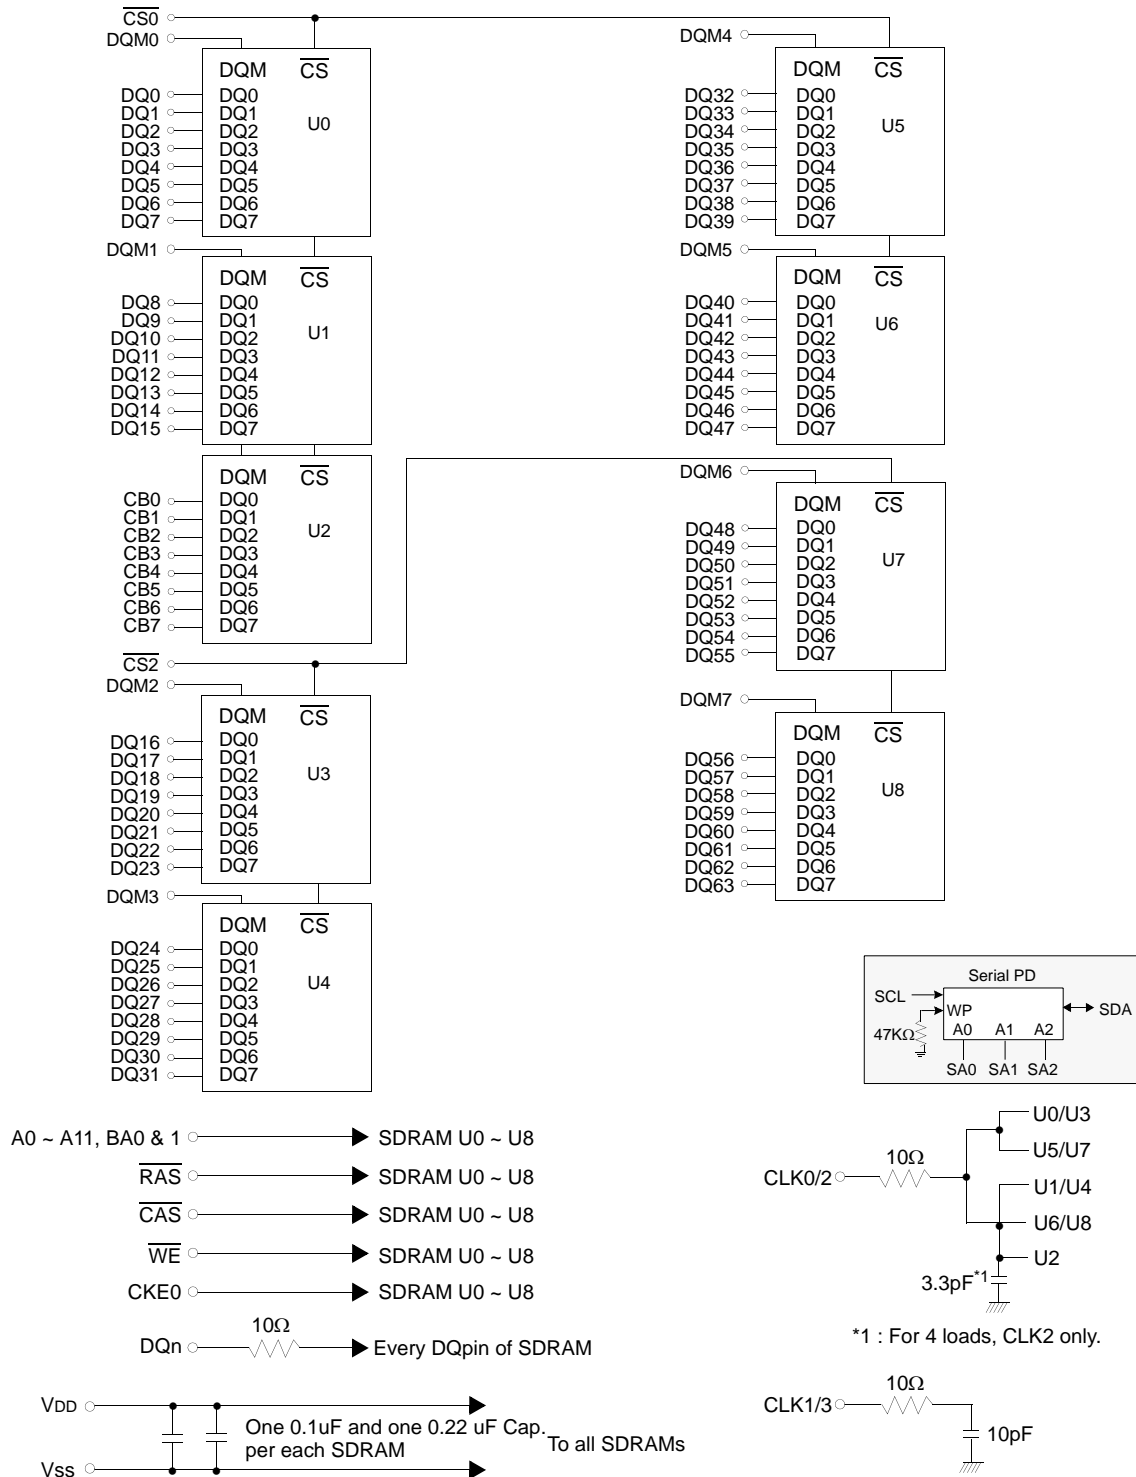 CS0
DQM0
DQM CS
DQ0 DQ0
DQ1 DQ1
DQ2 DQ2
DQ3 DQ3
DQ4 DQ4
DQ5 DQ5
DQ6 DQ6
DQ7 DQ7
U0
DQM1
DQM CS
DQ8 DQ0
DQ9 DQ1
DQ10 DQ2
DQ11 DQ3
DQ12 DQ4
DQ13 DQ5
DQ14 DQ6
DQ15 DQ7
U1
DQM CS
CB0 DQ0
CB1 DQ1
CB2 DQ2
CB3 DQ3
CB4 DQ4
CB5 DQ5
CB6 DQ6
CB7 DQ7
U2
CS2
DQM2
DQM CS
DQ16 DQ0
DQ17 DQ1
DQ18 DQ2
DQ19 DQ3
DQ20 DQ4
DQ21 DQ5
DQ22 DQ6
DQ23 DQ7
U3
DQM3
DQM CS
DQ24 DQ0
DQ25 DQ1
DQ26 DQ2
DQ27 DQ3
DQ28 DQ4
DQ29 DQ5
DQ30 DQ6
DQ31 DQ7
U4
DQM4
DQM CS
DQ32 DQ0
DQ33 DQ1
DQ34 DQ2
DQ35 DQ3
DQ36 DQ4
DQ37 DQ5
DQ38 DQ6
DQ39 DQ7
U5
DQM5
DQM CS
DQ40 DQ0
DQ41 DQ1
DQ42 DQ2
DQ43 DQ3
DQ44 DQ4
DQ45 DQ5
DQ46 DQ6
DQ47 DQ7
U6
DQM6
DQM CS
DQ48 DQ0
DQ49 DQ1
DQ50 DQ2
DQ51 DQ3
DQ52 DQ4
DQ53 DQ5
DQ54 DQ6
DQ55 DQ7
U7
DQM7
DQM CS
DQ56 DQ0
DQ57 DQ1
DQ58 DQ2
DQ59 DQ3
DQ60 DQ4
DQ61 DQ5
DQ62 DQ6
DQ63 DQ7
U8
Serial PD
SCL
WP
SDA
47KΩ
A0 A1 A2
SA0 SA1 SA2
A0 ~ A11, BA0 & 1 SDRAM U0 ~ U8
RAS SDRAM U0 ~ U8
CAS SDRAM U0 ~ U8
WE SDRAM U0 ~ U8
CKE0 SDRAM U0 ~ U8
DQn 10Ω Every DQpin of SDRAM
VDD
One 0.1uF and one 0.22 uF Cap.
per each SDRAM
To all SDRAMs
Vss
CLK0/2 10Ω
U0/U3
U5/U7
U1/U4
U6/U8
U2
3.3pF*1
*1 : For 4 loads, CLK2 only.
CLK1/3 10Ω
10pF